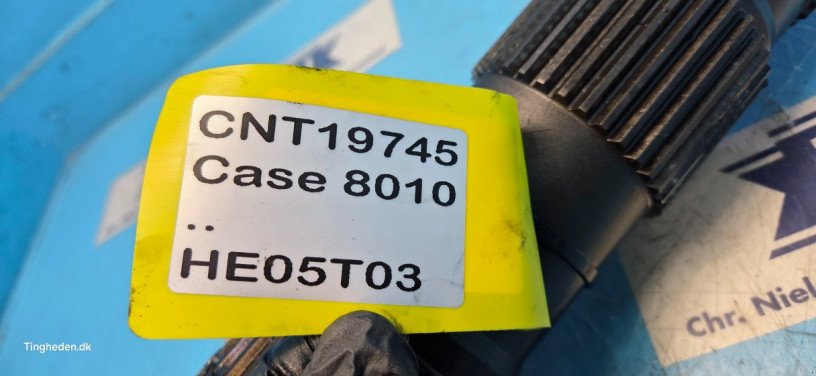 CNT19745
Case 8010
..
HE05T03
Chr. Niel
Tingheden.dk